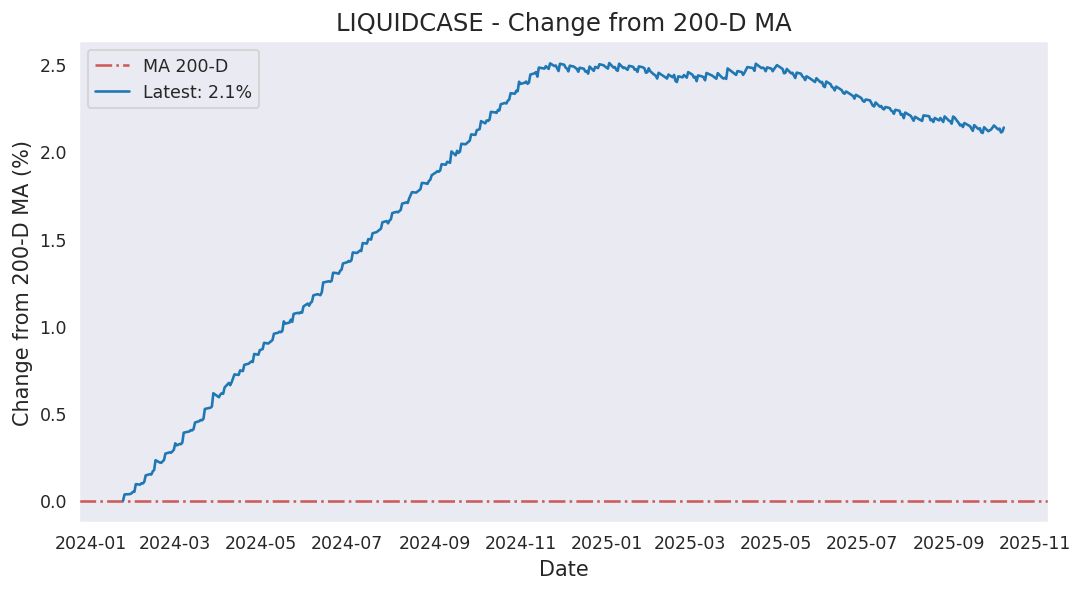 LIQUIDCASE - Change from 200-D MA
MA 200-D
Latest: 2.1%
Change from 200-D MA (%)
2.5
2.0
1.5
1.0
0.5
0.0
2024-01 2024-03 2024-05 2024-07 2024-09 2024-11 2025-01 2025-03 2025-05 2025-07 2025-09 2025-11
Date